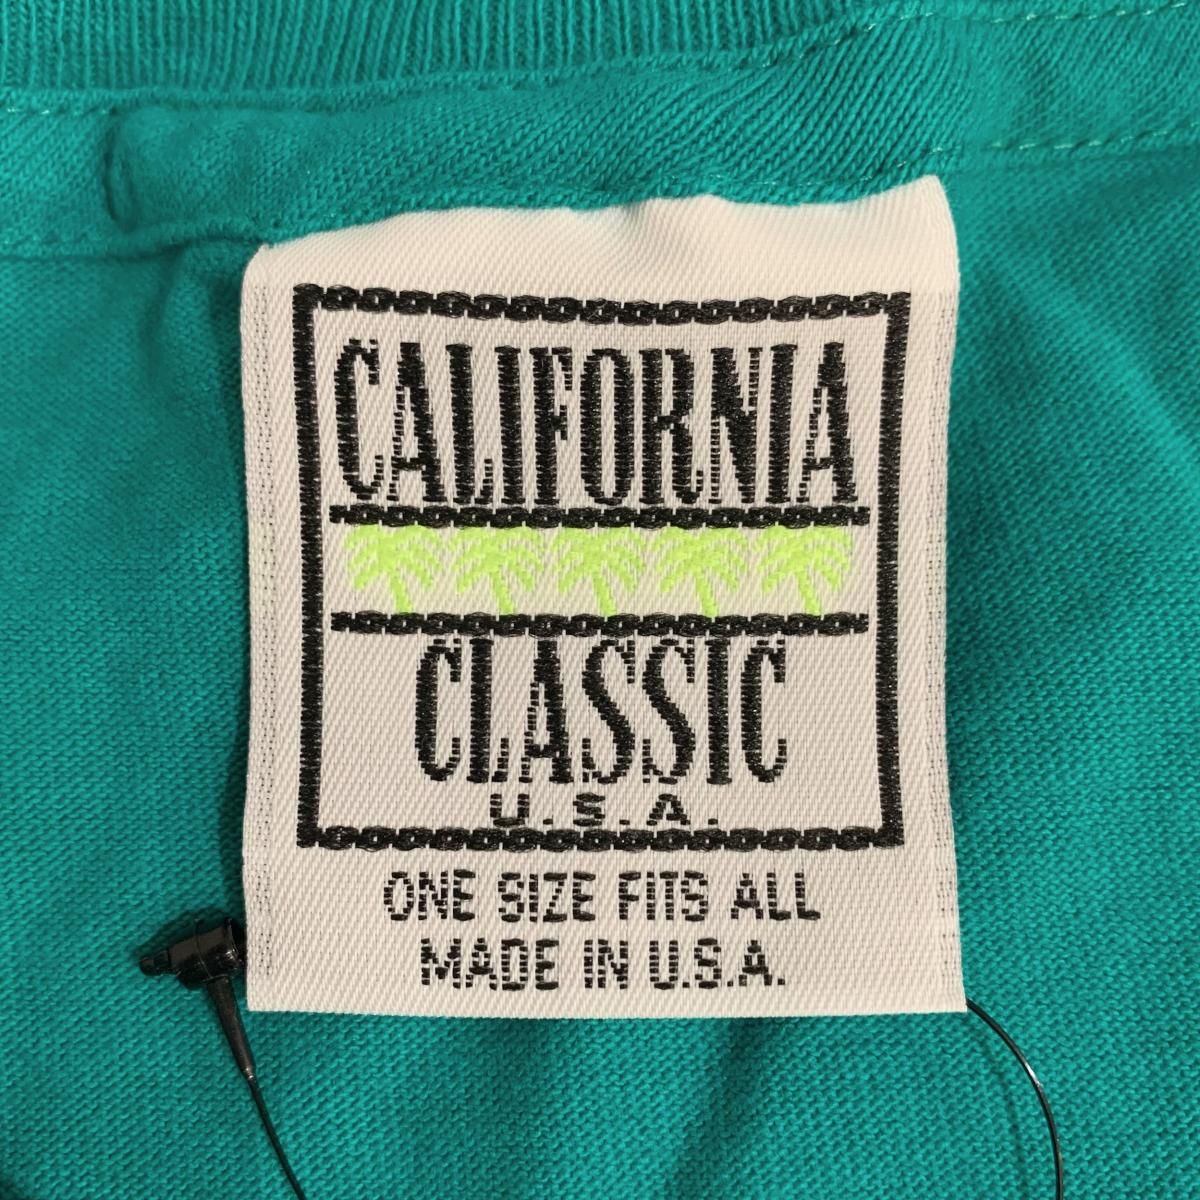 CALIFORNIA
CLASSIC
U.S.A.
ONE SIZE FITS ALL
MADE IN U.S.A.